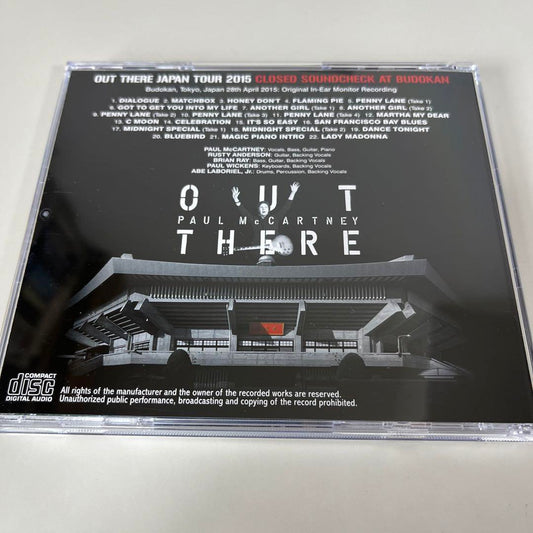 OUT THERE JAPAN TOUR 2015 CLOSED SOUNDCHECK AT BUDOKAN
Budokan, Tokyo, Japan 28th April 2015: Original In-Ear Monitor Recording
1. DIALOGUE 2. MATCHBOX 3. HONEY DON'T 4. FLAMING PIE 5. PENNY LANE (Take 1)
6. GOT TO GET YOU INTO MY LIFE 7. ANOTHER GIRL (Take 1) 8. ANOTHER GIRL (Take 2)
9. PENNY LANE (Take 2) 10. PENNY LANE (Take 3) 11. PENNY LANE (Take 4) 12. MARTHA MY DEAR
13. C MOON 14. CELEBRATION 15. IT'S SO EASY 16. SAN FRANCISCO BAY BLUES
17. MIDNIGHT SPECIAL (Take 1) 18. MIDNIGHT SPECIAL (Take 2) 19. DANCE TONIGHT
20. BLUEBIRD 21. MAGIC PIANO INTRO 22. LADY MADONNA
PAUL McCARTNEY: Vocals, Bass, Guitar, Piano
RUSTY ANDERSON: Guitar, Backing Vocals
BRIAN RAY: Bass, Guitar, Backing Vocals
PAUL WICKENS: Keyboards, Backing Vocals
ABE LABORIEL, Jr.: Drums, Percussion, Backing Vocals
OUT
PAUL McCARTNEY
THERE
COMPACT
disc
DIGITAL AUDIO
All rights of the manufacturer and the owner of the recorded works are reserved.
Unauthorized public performance, broadcasting and copying of the record prohibited.